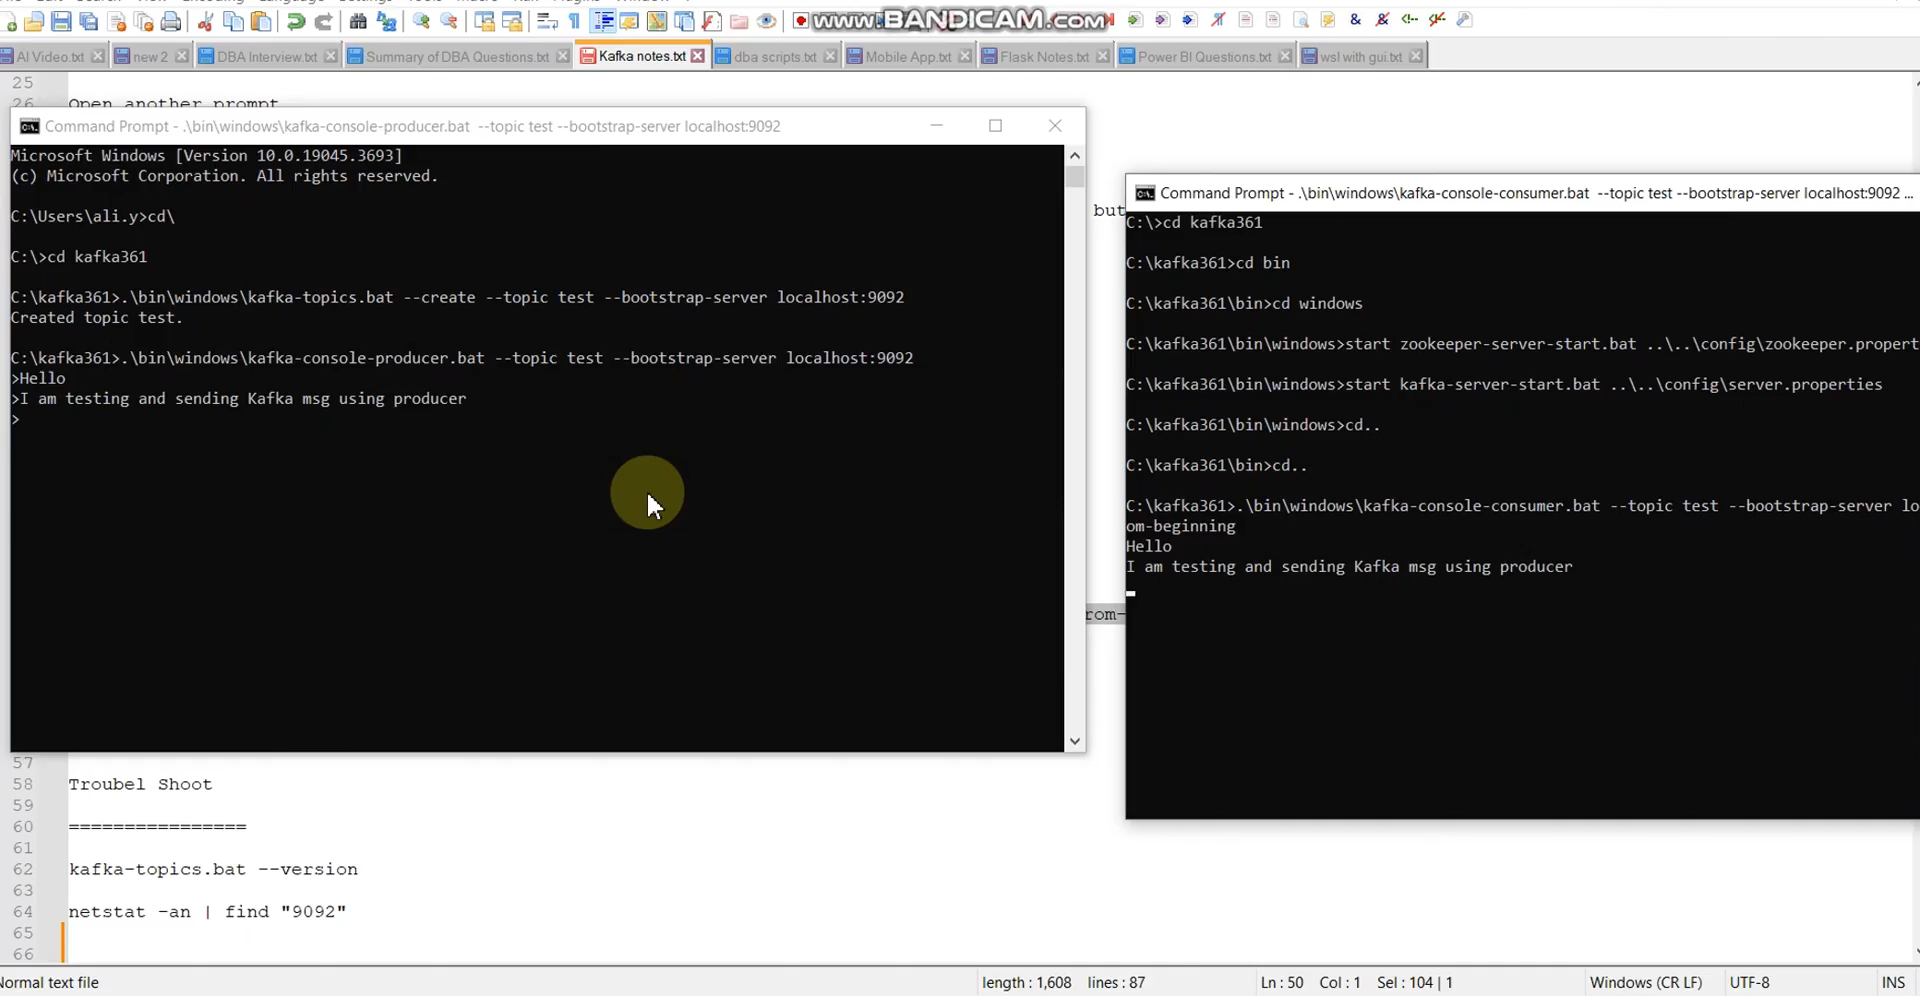 Search
Language
www.BANDICAM.com
AI Video.txt
new 2
DBA Interview.txt
Summary of DBA Questions.txt
Kafka notes.txt
dba scripts.txt
Mobile App.txt
Flask Notes.txt
Power BI Questions.txt
wsl with gui.txt
25
26 Open another prompt
Command Prompt - .\bin\windows\kafka-console-producer.bat --topic test --bootstrap-server localhost:9092
Microsoft Windows [Version 10.0.19045.3693]
(c) Microsoft Corporation. All rights reserved.
C:\Users\ali.y>cd\
C:\>cd kafka361
C:\kafka361>.\bin\windows\kafka-topics.bat --create --topic test --bootstrap-server localhost:9092
Created topic test.
C:\kafka361>.\bin\windows\kafka-console-producer.bat --topic test --bootstrap-server localhost:9092
>Hello
>I am testing and sending Kafka msg using producer
>
but
Command Prompt - .\bin\windows\kafka-console-consumer.bat --topic test --bootstrap-server localhost:9092 ...
C:\>cd kafka361
C:\kafka361>cd bin
C:\kafka361\bin>cd windows
C:\kafka361\bin\windows>start zookeeper-server-start.bat ..\..\config\zookeeper.propert
C:\kafka361\bin\windows>start kafka-server-start.bat ..\..\config\server.properties
C:\kafka361\bin\windows>cd..
C:\kafka361\bin>cd..
C:\kafka361>.\bin\windows\kafka-console-consumer.bat --topic test --bootstrap-server lo
om-beginning
Hello
I am testing and sending Kafka msg using producer
rom-
57
58 Troubel Shoot
59
60 ================
61
62 kafka-topics.bat --version
63
64 netstat -an | find "9092"
65
66
Normal text file
length : 1,608 lines : 87
Ln : 50 Col : 1 Sel : 104 | 1
Windows (CR LF)
UTF-8
INS